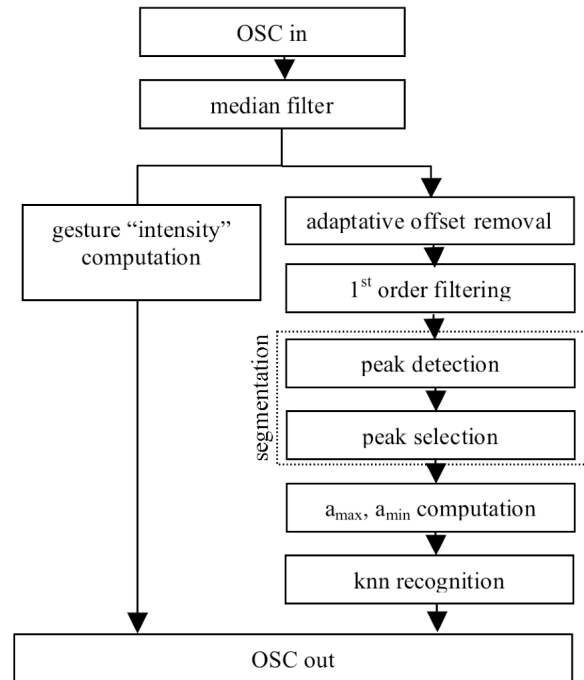 OSC in
median filter
gesture “intensity”
computation
adaptative offset removal
1st order filtering
segmentation
peak detection
peak selection
amax, amin computation
knn recognition
OSC out